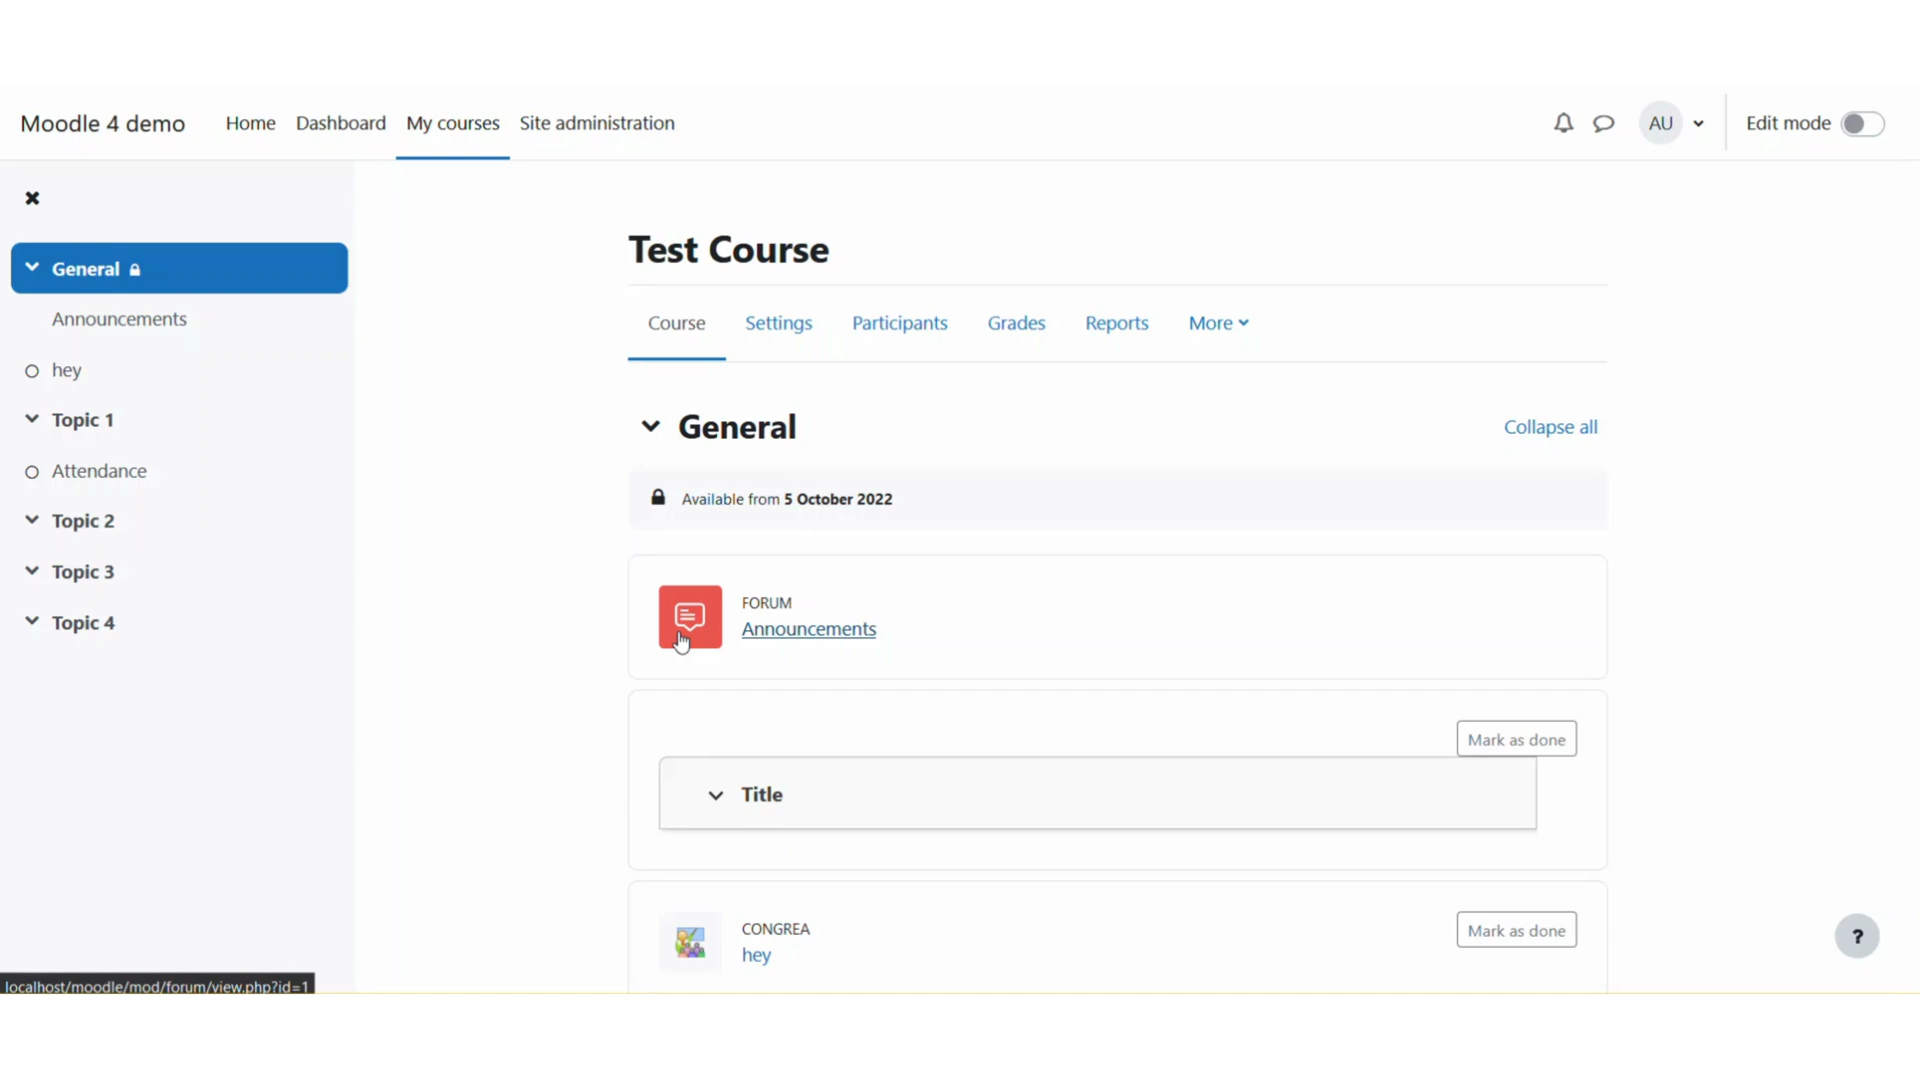 Moodle 4 demo
Home
Dashboard
My courses
Site administration
AU
Edit mode
General
Announcements
hey
Topic 1
Attendance
Topic 2
Topic 3
Topic 4
Test Course
Course
Settings
Participants
Grades
Reports
More
General
Collapse all
Available from 5 October 2022
FORUM
Announcements
Mark as done
Title
CONGREA
hey
Mark as done
?
localhost/moodle/mod/forum/view.php?id=1